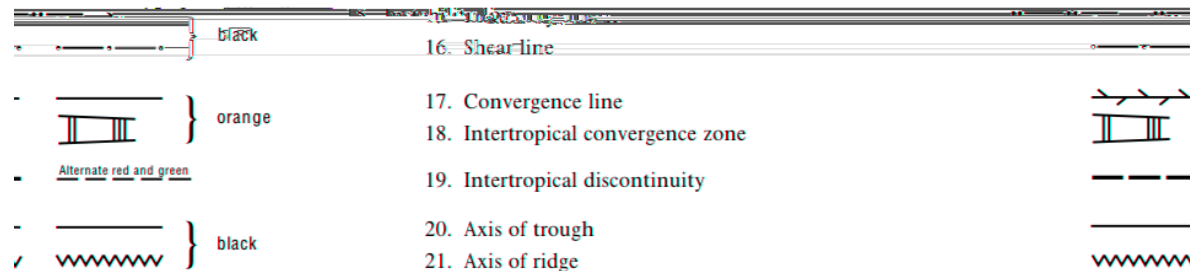 black
16. Shear line
17. Convergence line
orange
18. Intertropical convergence zone
Alternate red and green
19. Intertropical discontinuity
20. Axis of trough
black
21. Axis of ridge